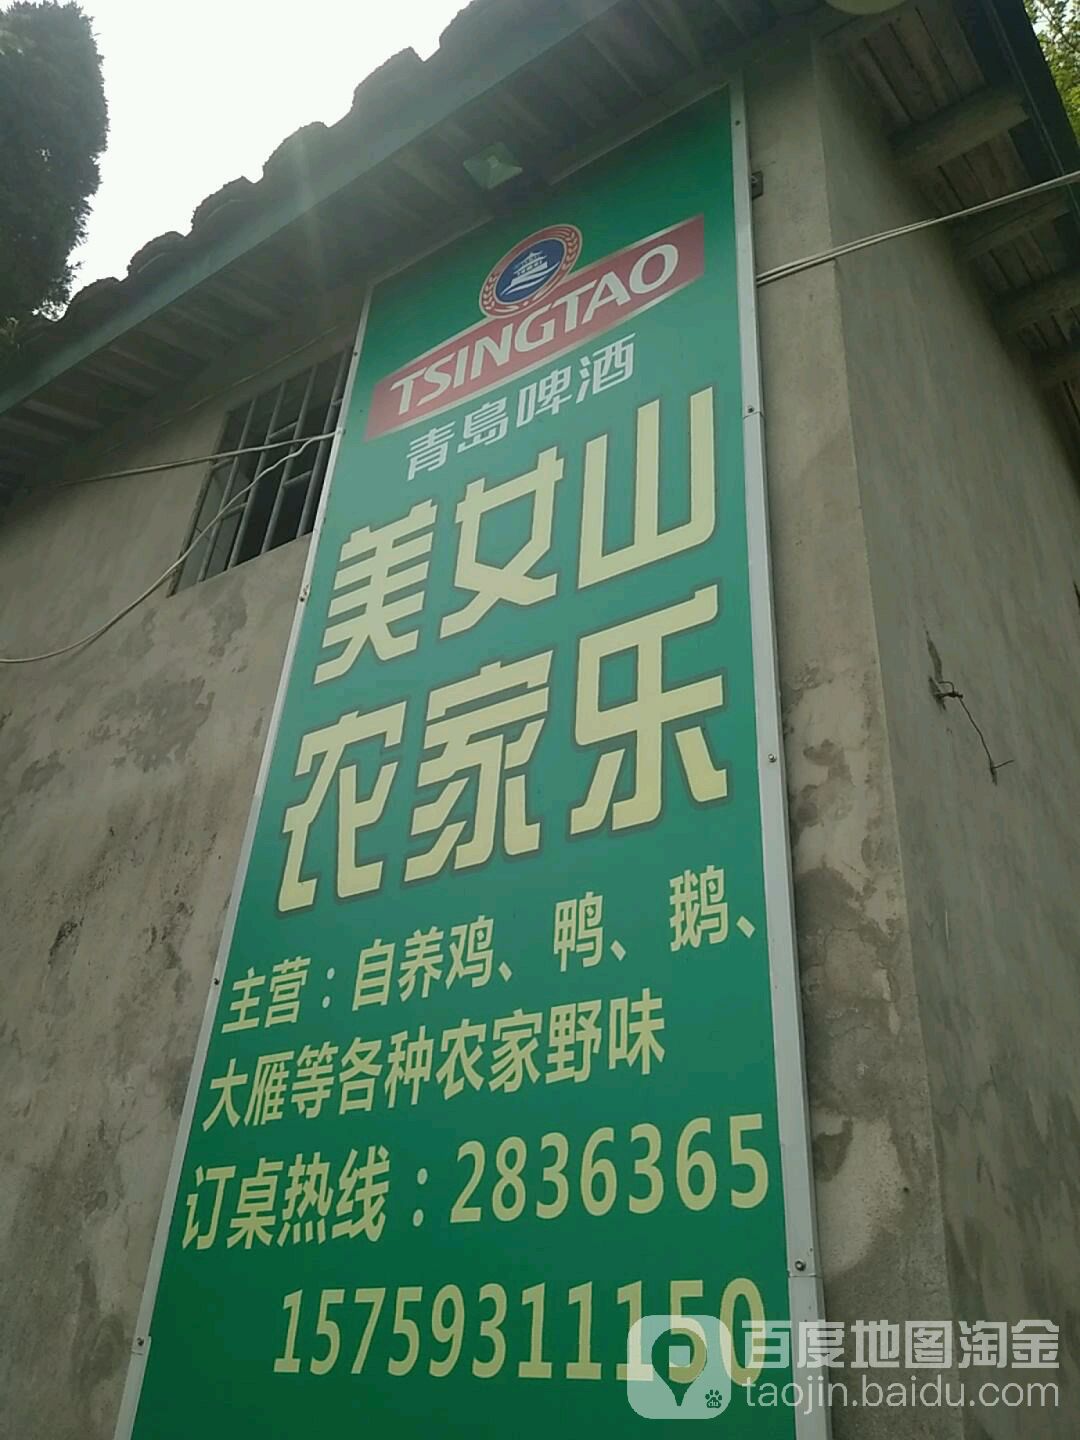 TSINGTAO
青岛啤酒
美女山
农家乐
主营：自养鸡、鸭、鹅、
大雁等各种农家野味
订桌热线：2836365
15759311150
百度地图淘金
taojin.baidu.com
du